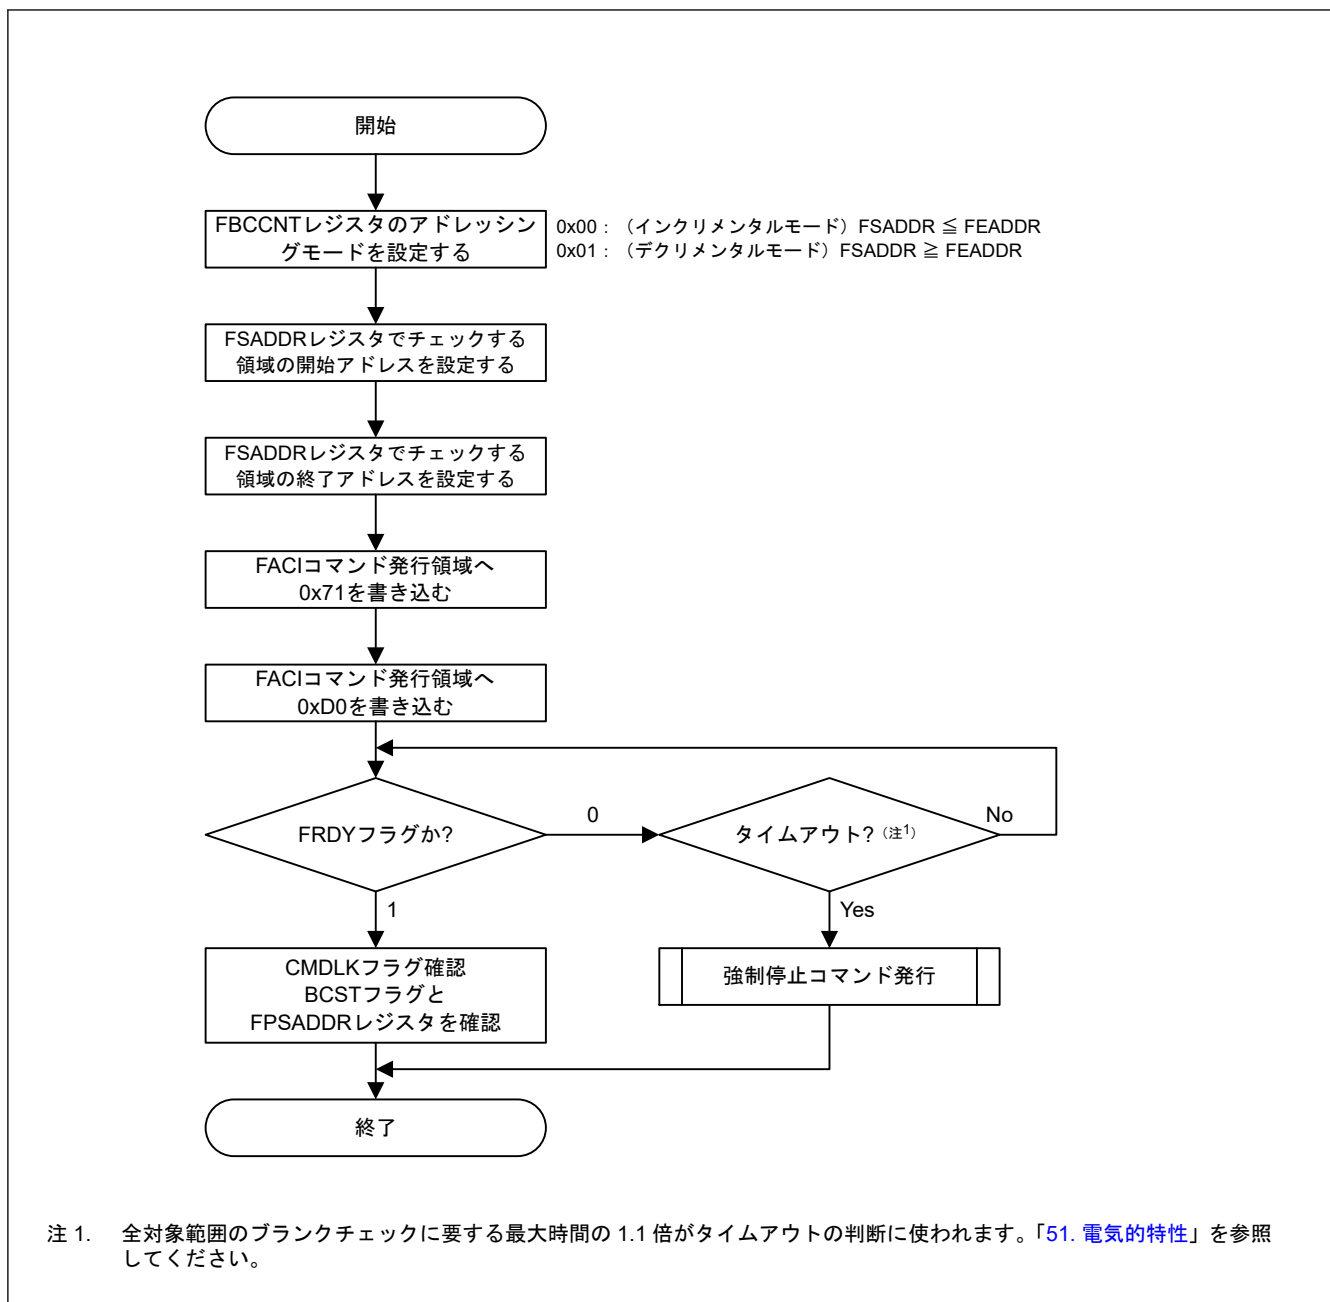 開始
FBCCNTレジスタのアドレッシン
グモードを設定する
0x00：（インクリメンタルモード）FSADDR ≦ FEADDR
0x01：（デクリメンタルモード）FSADDR ≧ FEADDR
FSADDRレジスタでチェックする
領域の開始アドレスを設定する
FSADDRレジスタでチェックする
領域の終了アドレスを設定する
FACIコマンド発行領域へ
0x71を書き込む
FACIコマンド発行領域へ
0xD0を書き込む
FRDYフラグか?
0
タイムアウト?（注1）
No
1
Yes
CMDLKフラグ確認
BCSTフラグと
FPSADDRレジスタを確認
強制停止コマンド発行
終了
注 1. 全対象範囲のブランクチェックに要する最大時間の 1.1 倍がタイムアウトの判断に使われます。「51. 電気的特性」を参照
してください。